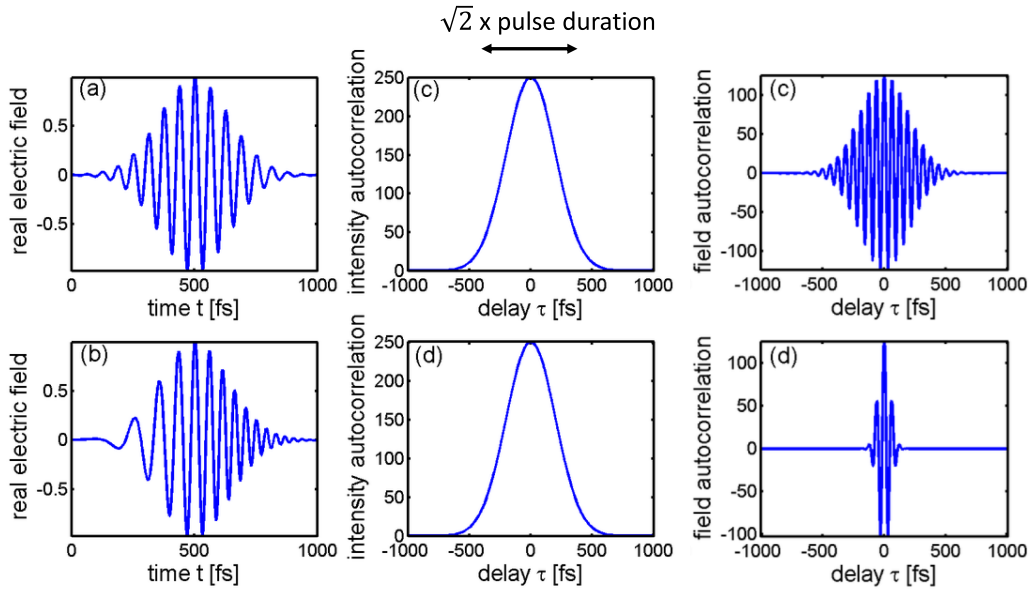 √2 x pulse duration
(a)
real electric field
0.5
0
-0.5
0 500 1000
time t [fs]
(c)
intensity autocorrelation
250
200
150
100
50
0
-1000 -500 0 500 1000
delay τ [fs]
(c)
field autocorrelation
100
50
0
-50
-100
-1000 -500 0 500 1000
delay τ [fs]
(b)
real electric field
0.5
0
-0.5
0 500 1000
time t [fs]
(d)
intensity autocorrelation
250
200
150
100
50
0
-1000 -500 0 500 1000
delay τ [fs]
(d)
field autocorrelation
100
50
0
-50
-100
-1000 -500 0 500 1000
delay τ [fs]